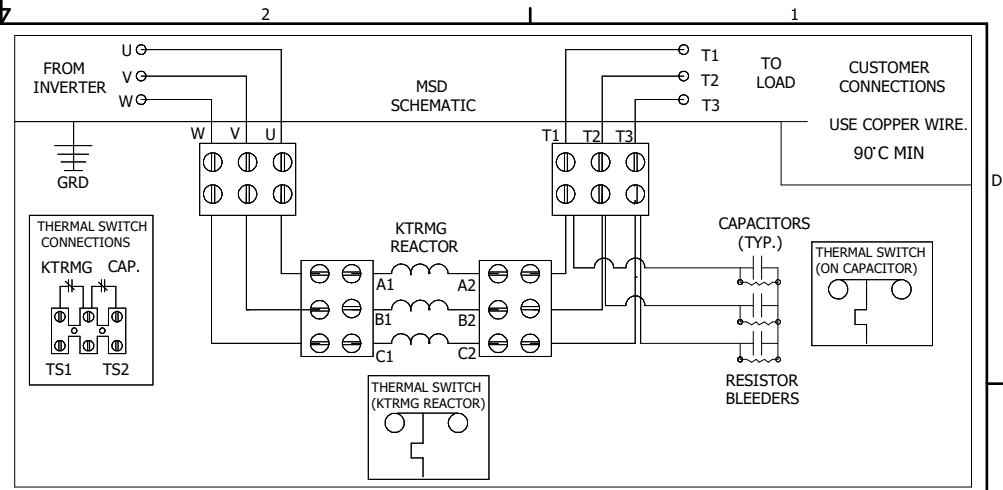 2
1
U
V
W
FROM
INVERTER
MSD
SCHEMATIC
T1
T2
T3
TO
LOAD
CUSTOMER
CONNECTIONS
USE COPPER WIRE.
90°C MIN
D
W V U
T1 T2 T3
GRD
THERMAL SWITCH
CONNECTIONS
KTRMG CAP.
TS1 TS2
KTRMG
REACTOR
A1 A2
B1 B2
C1 C2
CAPACITORS
(TYP.)
THERMAL SWITCH
(ON CAPACITOR)
RESISTOR
BLEEDERS
THERMAL SWITCH
(KTRMG REACTOR)